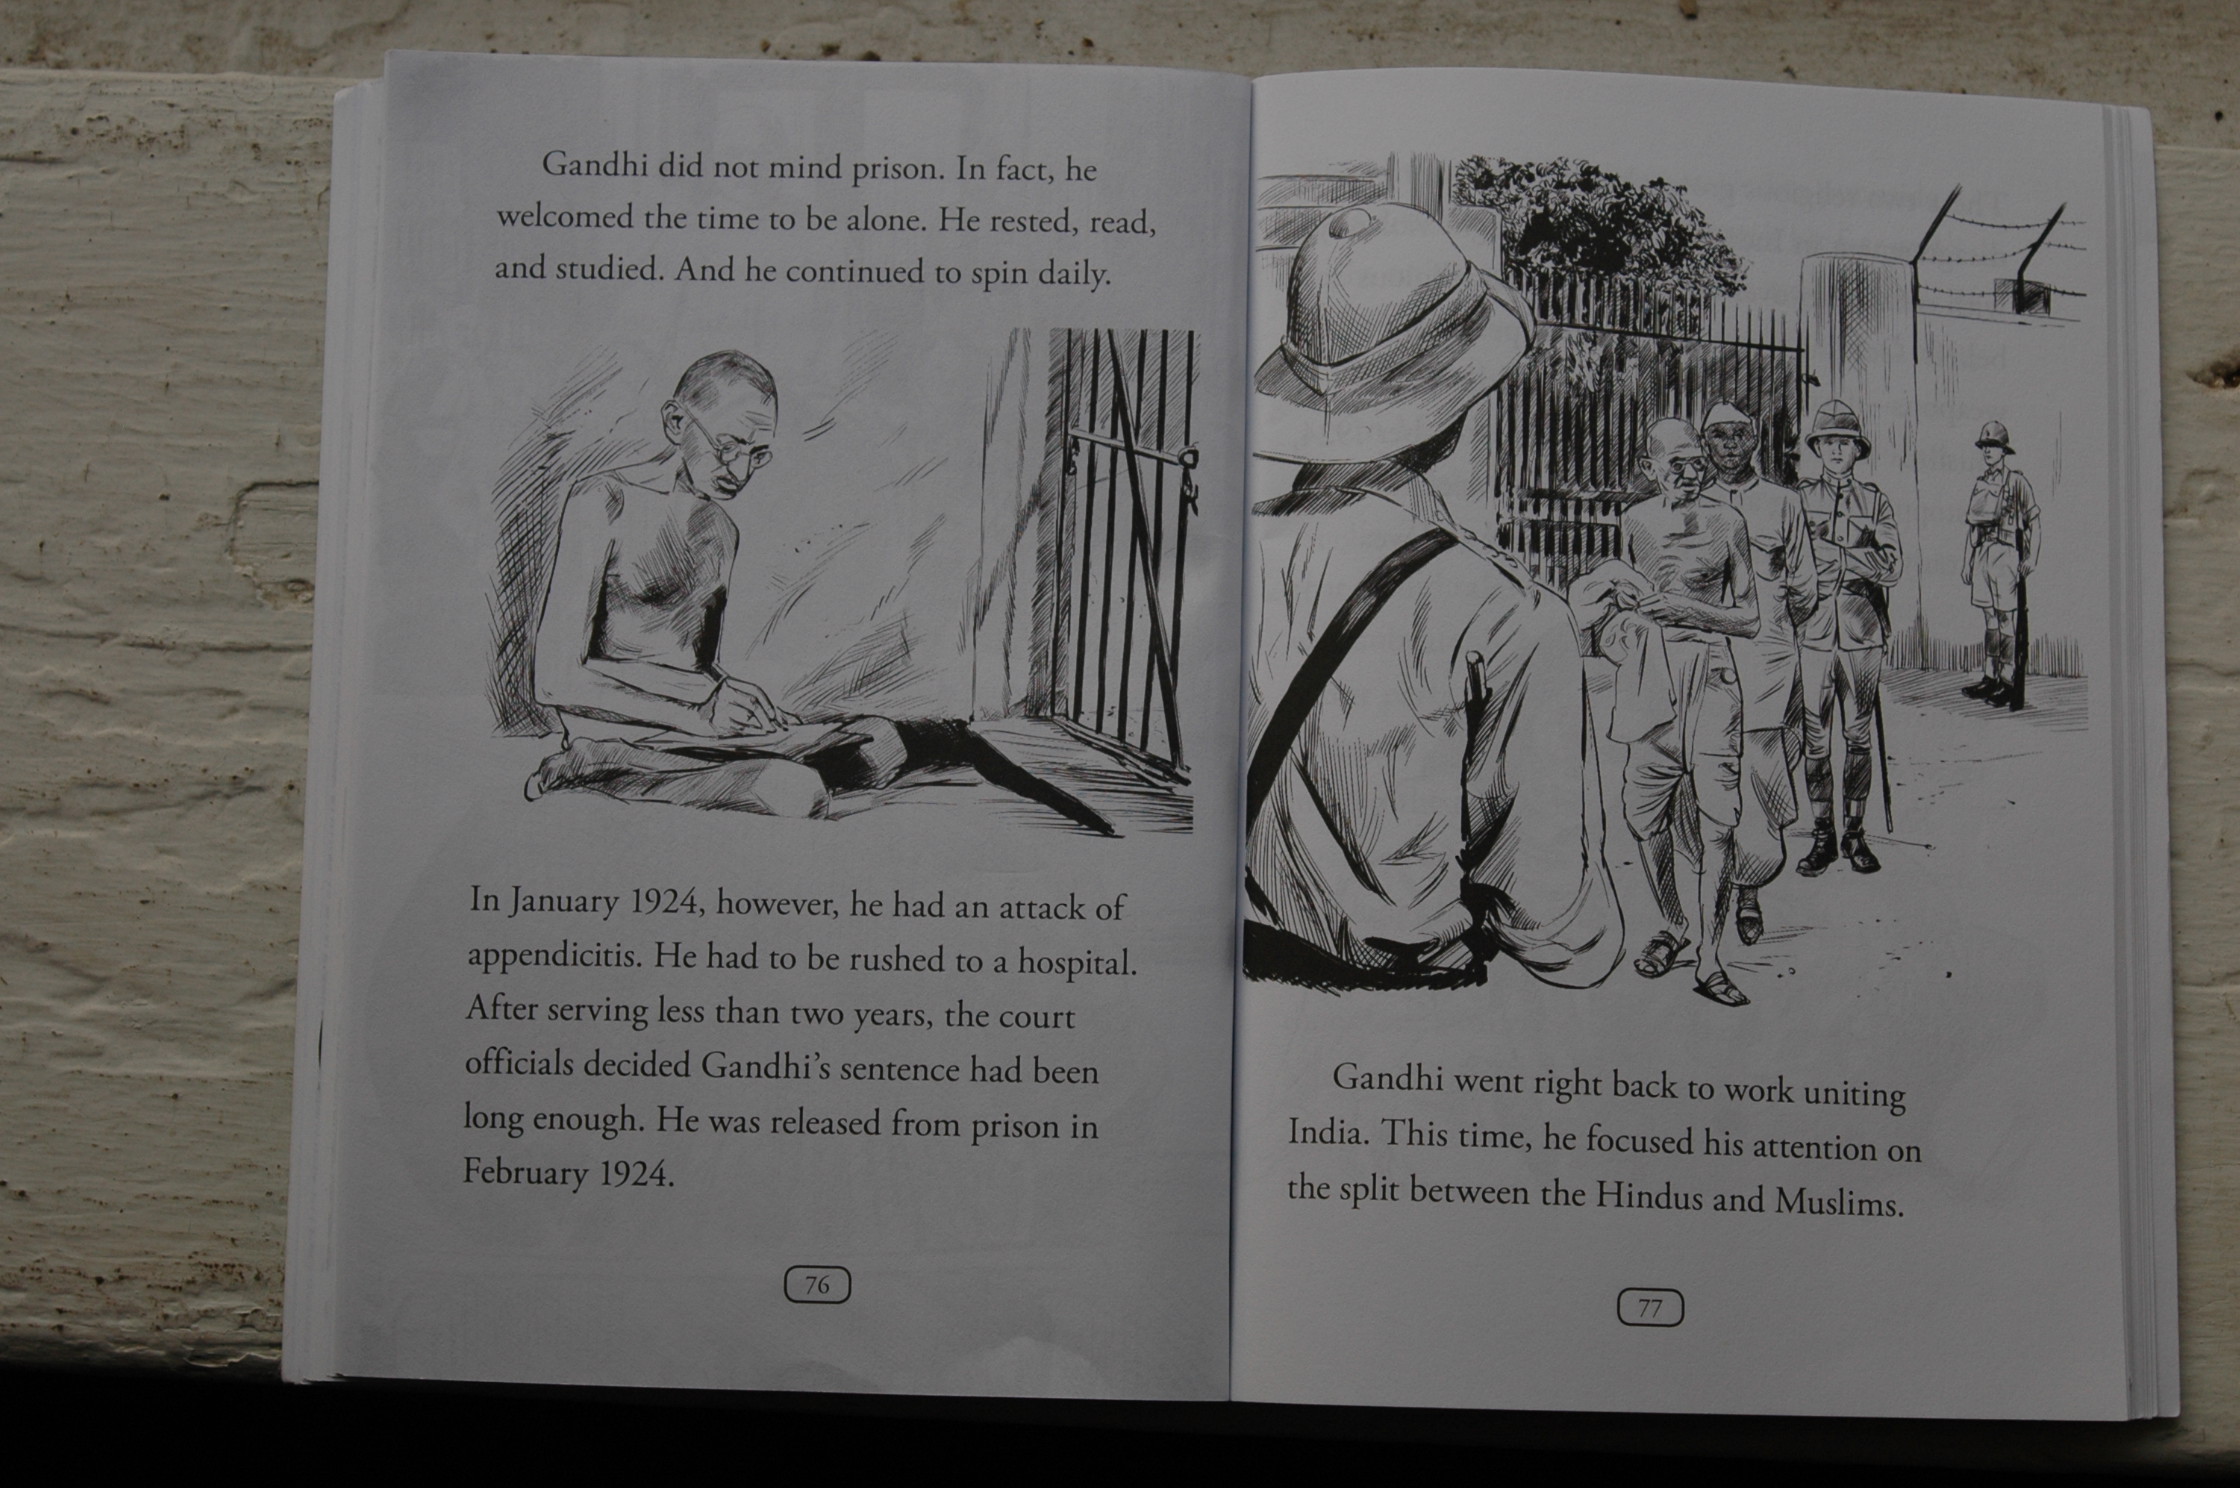 Gandhi did not mind prison. In fact, he
welcomed the time to be alone. He rested, read,
and studied. And he continued to spin daily.
In January 1924, however, he had an attack of
appendicitis. He had to be rushed to a hospital.
After serving less than two years, the court
officials decided Gandhi’s sentence had been
long enough. He was released from prison in
February 1924.
76
Gandhi went right back to work uniting
India. This time, he focused his attention on
the split between the Hindus and Muslims.
77